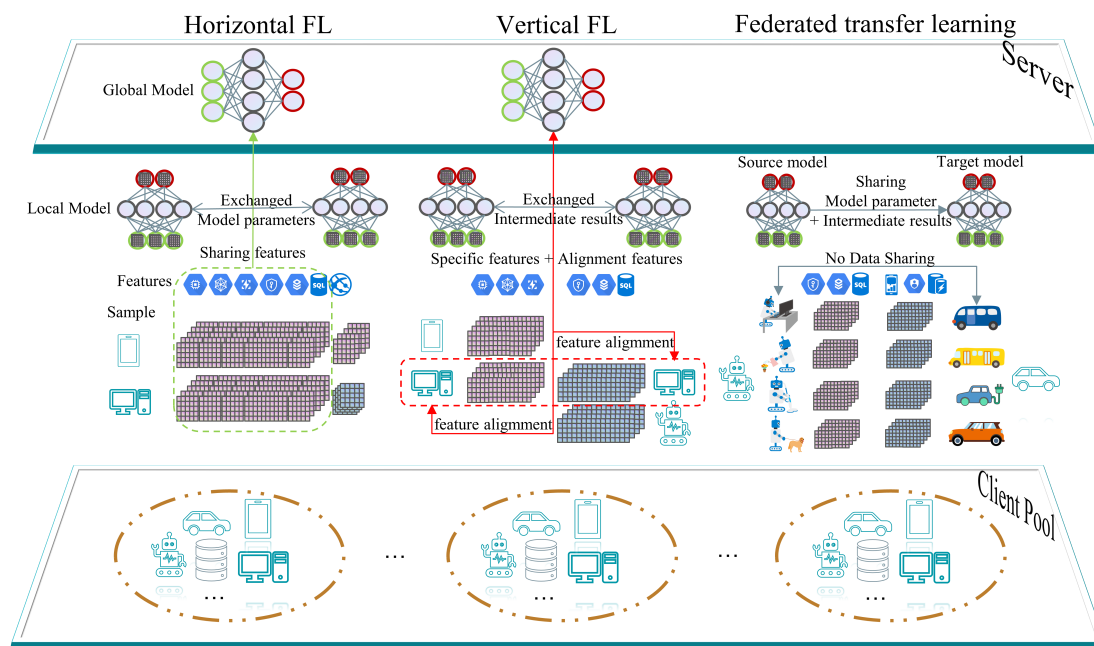 Horizontal FL
Vertical FL
Federated transfer learning
Server
Global Model
Source model
Target model
Local Model
Exchanged
Model parameters
Exchanged
Intermediate results
Sharing
Model parameter
+ Intermediate results
Sharing features
Specific features + Alignment features
No Data Sharing
Features
SQL
SQL
SQL
Sample
feature aligmment
feature aligmment
Client Pool
...
...
...
...
...